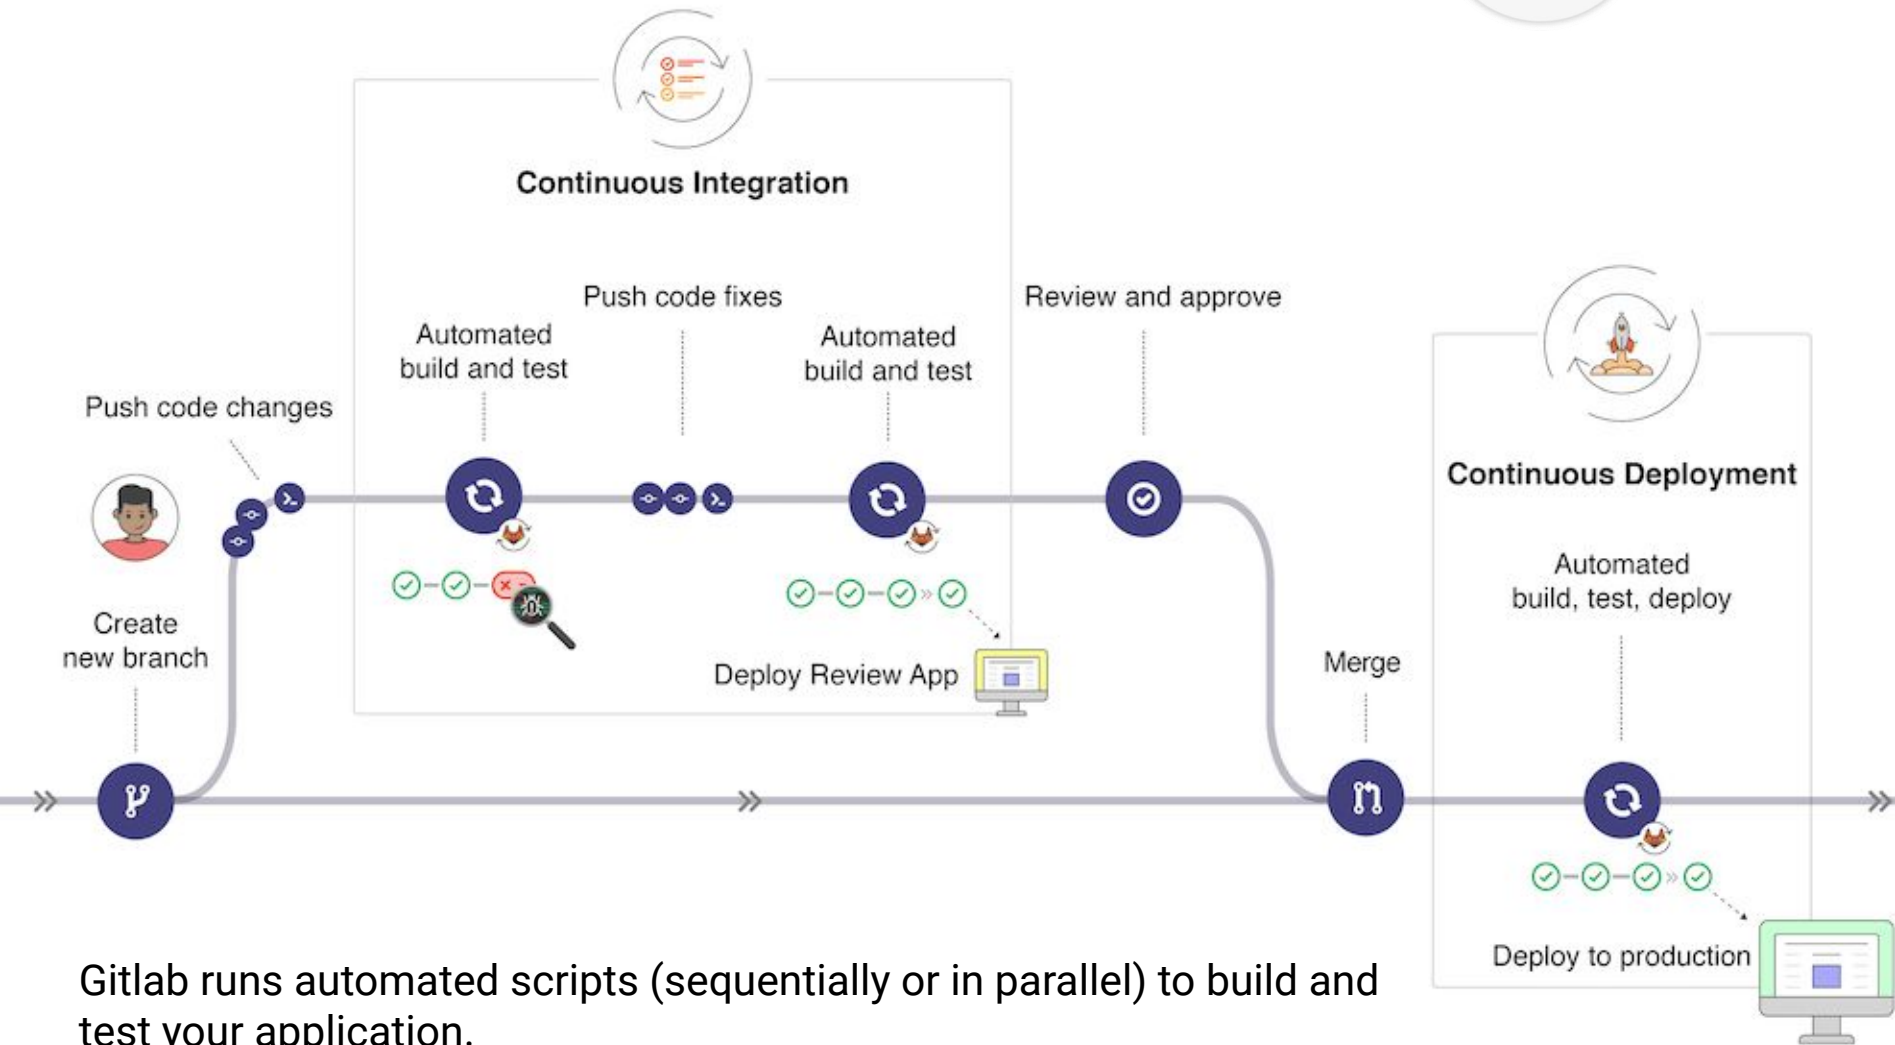 Continuous Integration
Push code fixes
Review and approve
Automated
build and test
Automated
build and test
Push code changes
Continuous Deployment
Automated
build, test, deploy
Create
new branch
Deploy Review App
Merge
Deploy to production
Gitlab runs automated scripts (sequentially or in parallel) to build and
test your application.